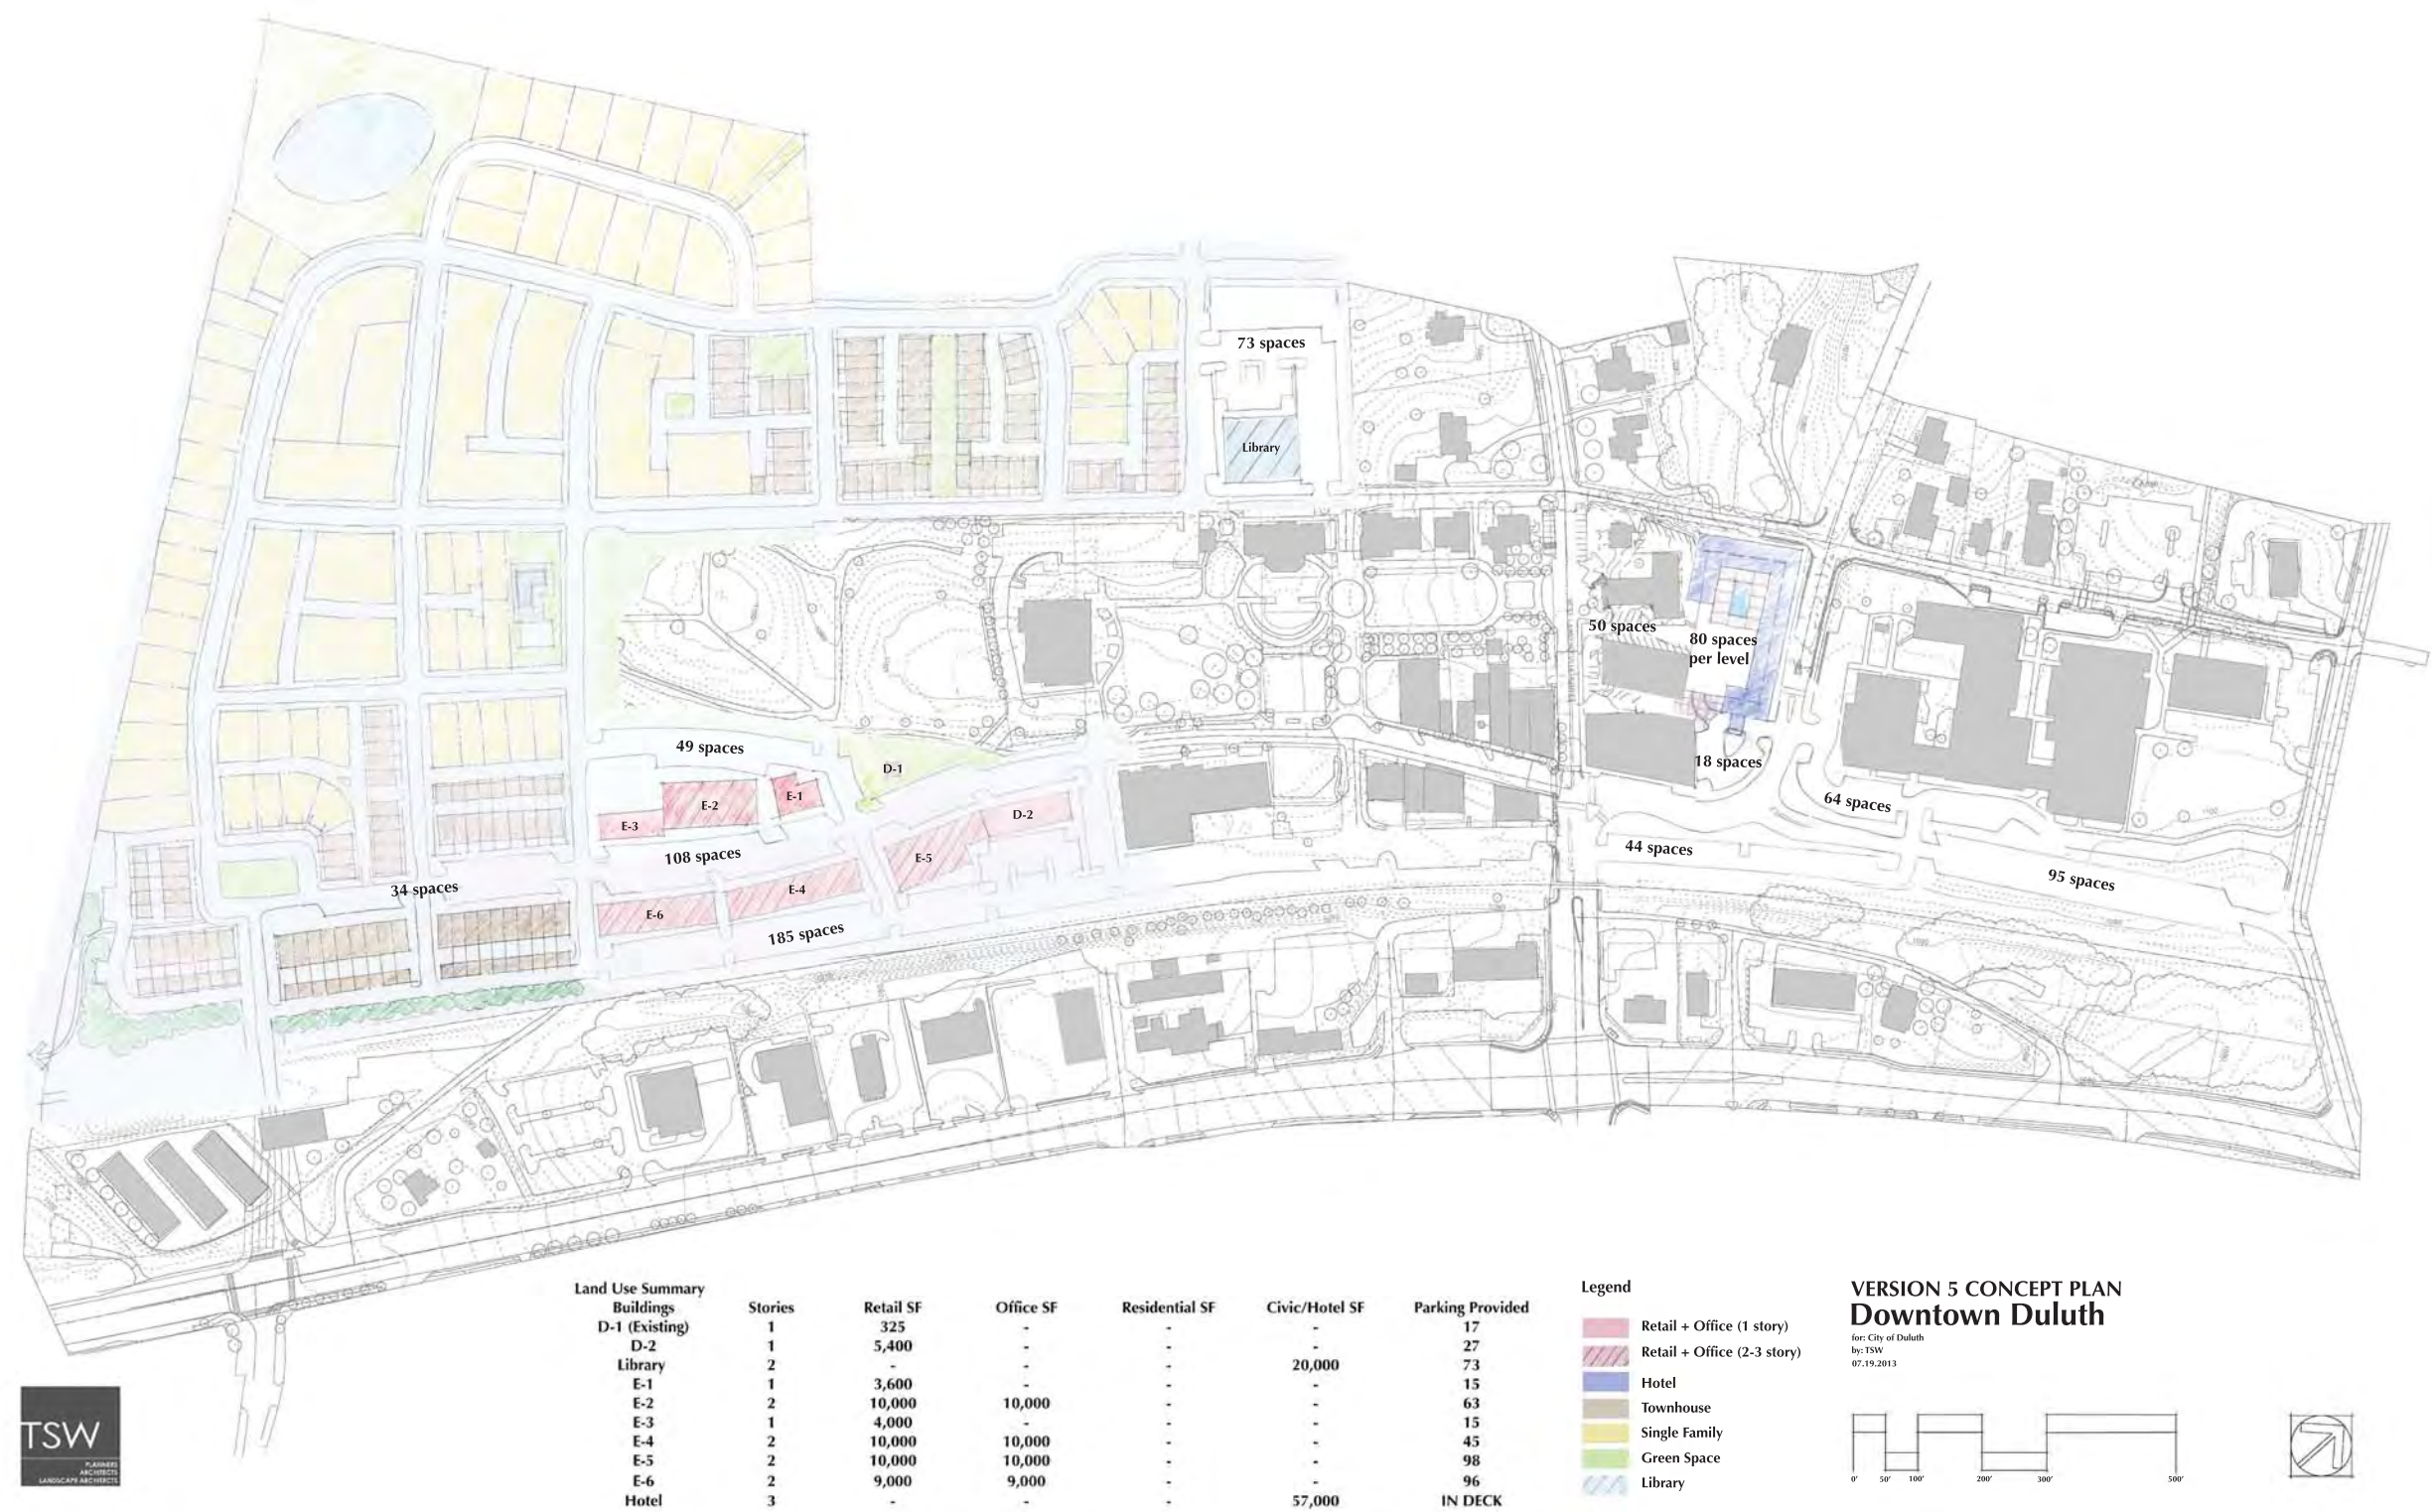 73 spaces
Library
50 spaces
80 spaces
per level
49 spaces
D-1
18 spaces
E-2
E-1
64 spaces
E-3
D-2
108 spaces
E-5
44 spaces
34 spaces
E-4
95 spaces
E-6
185 spaces
Land Use Summary
Buildings Stories Retail SF Office SF Residential SF Civic/Hotel SF Parking Provided
D-1 (Existing) 1 325 - - - 17
D-2 1 5,400 - - - 27
Library 2 - - - 20,000 73
E-1 1 3,600 - - - 15
E-2 2 10,000 10,000 - - 63
E-3 1 4,000 - - - 15
E-4 2 10,000 10,000 - - 45
E-5 2 10,000 10,000 - - 98
E-6 2 9,000 9,000 - - 96
Hotel 3 - - - 57,000 IN DECK
Legend
Retail + Office (1 story)
Retail + Office (2-3 story)
Hotel
Townhouse
Single Family
Green Space
Library
VERSION 5 CONCEPT PLAN
Downtown Duluth
for: City of Duluth
by: TSW
07.19.2013
0' 50' 100' 200' 300' 500'
TSW
PLANNERS
ARCHITECTS
LANDSCAPE ARCHITECTS